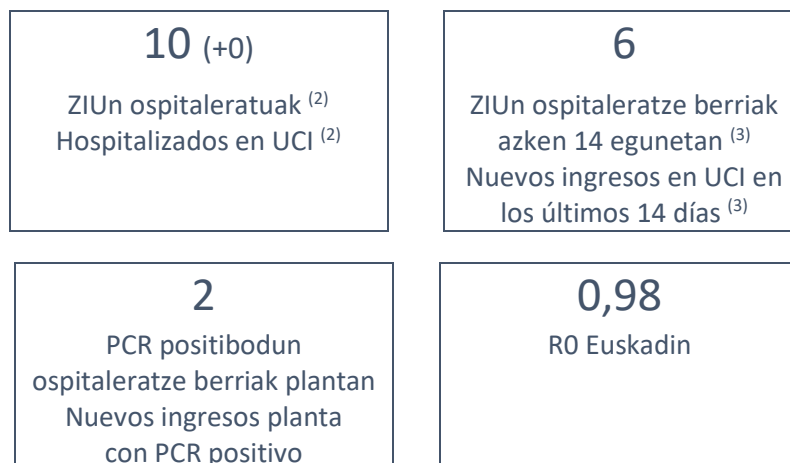 10 (+0)
ZIUn ospitaleratuak (2)
Hospitalizados en UCI (2)
6
ZIUn ospitaleratze berriak
azken 14 egunetan (3)
Nuevos ingresos en UCI en
los últimos 14 días (3)
2
PCR positibodun
ospitaleratze berriak plantan
Nuevos ingresos planta
con PCR positivo
0,98
R0 Euskadin